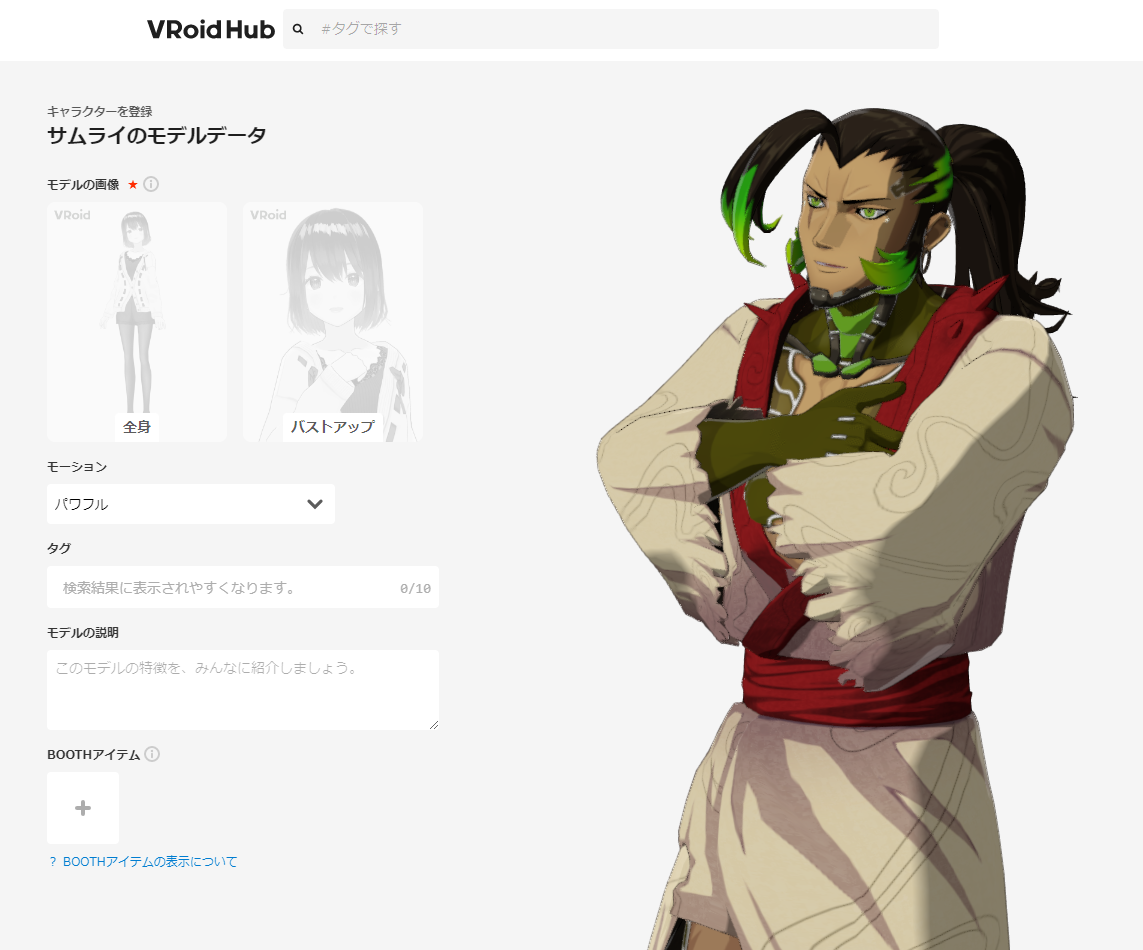 VRoid Hub
#タグで探す
キャラクターを登録
サムライのモデルデータ
モデルの画像 ★
VRoid
VRoid
全身
バストアップ
モーション
パワフル
タグ
検索結果に表示されやすくなります。 0/10
モデルの説明
このモデルの特徴を、みんなに紹介しましょう。
BOOTHアイテム
? BOOTHアイテムの表示について